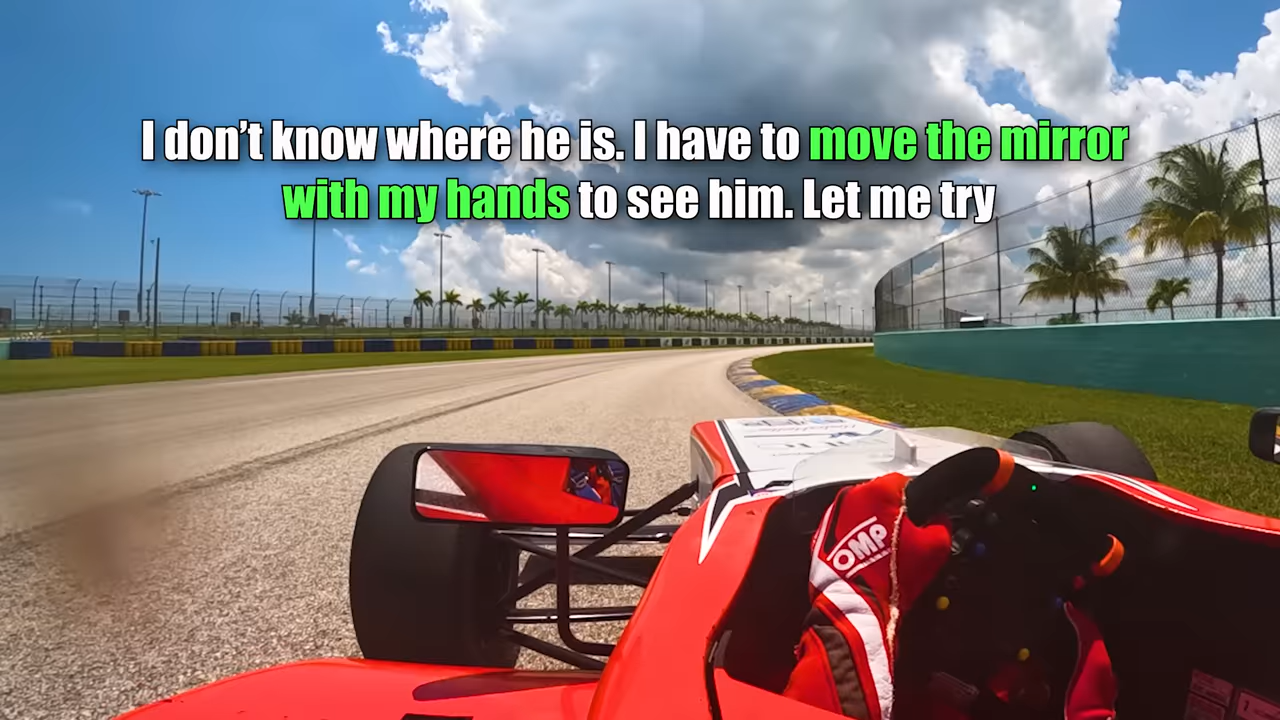 I don’t know where he is. I have to move the mirror
with my hands to see him. Let me try
OMP